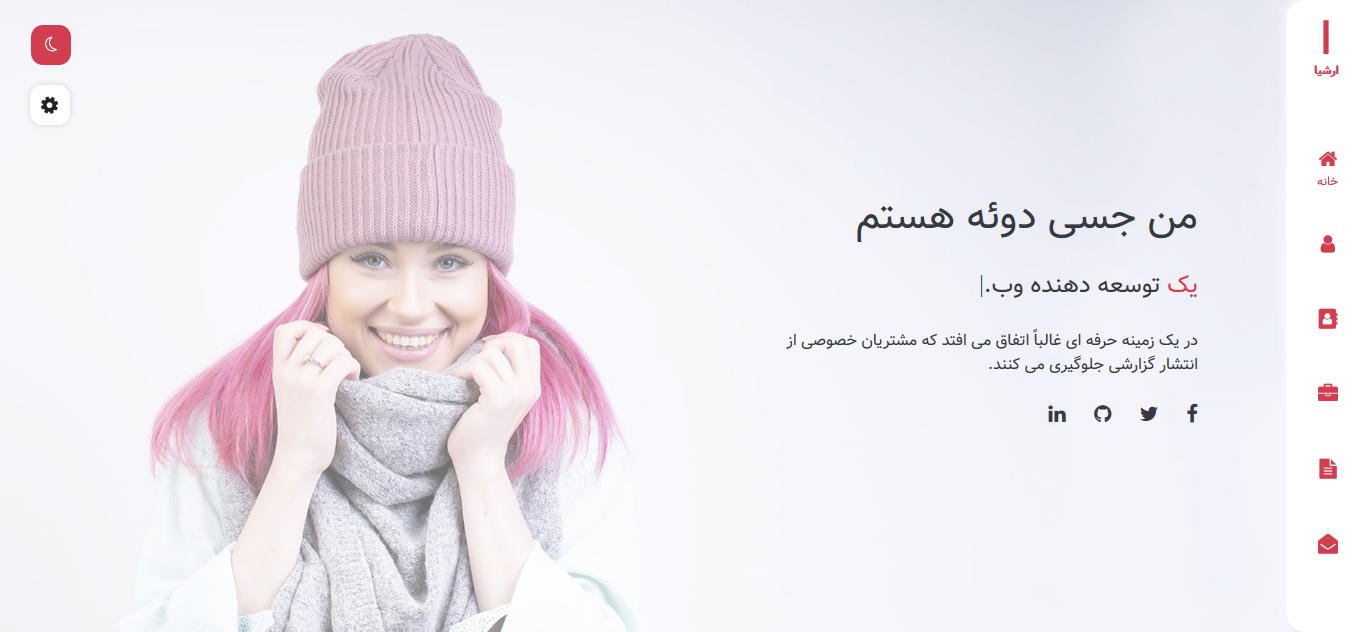 ا
ارشیا
خانه
من جسی دوئه هستم
یک توسعه دهنده وب.
در یک زمینه حرفه ای غالباً اتفاق می افتد که مشتریان خصوصی از
انتشار گزارشی جلوگیری می کنند.